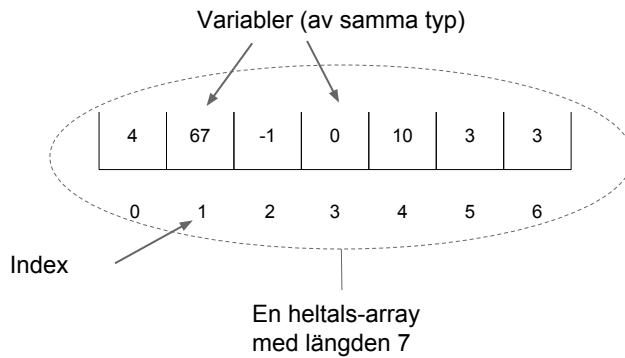 Variabler (av samma typ)
4 67 -1 0 10 3 3
0 1 2 3 4 5 6
Index
En heltals-array
med längden 7